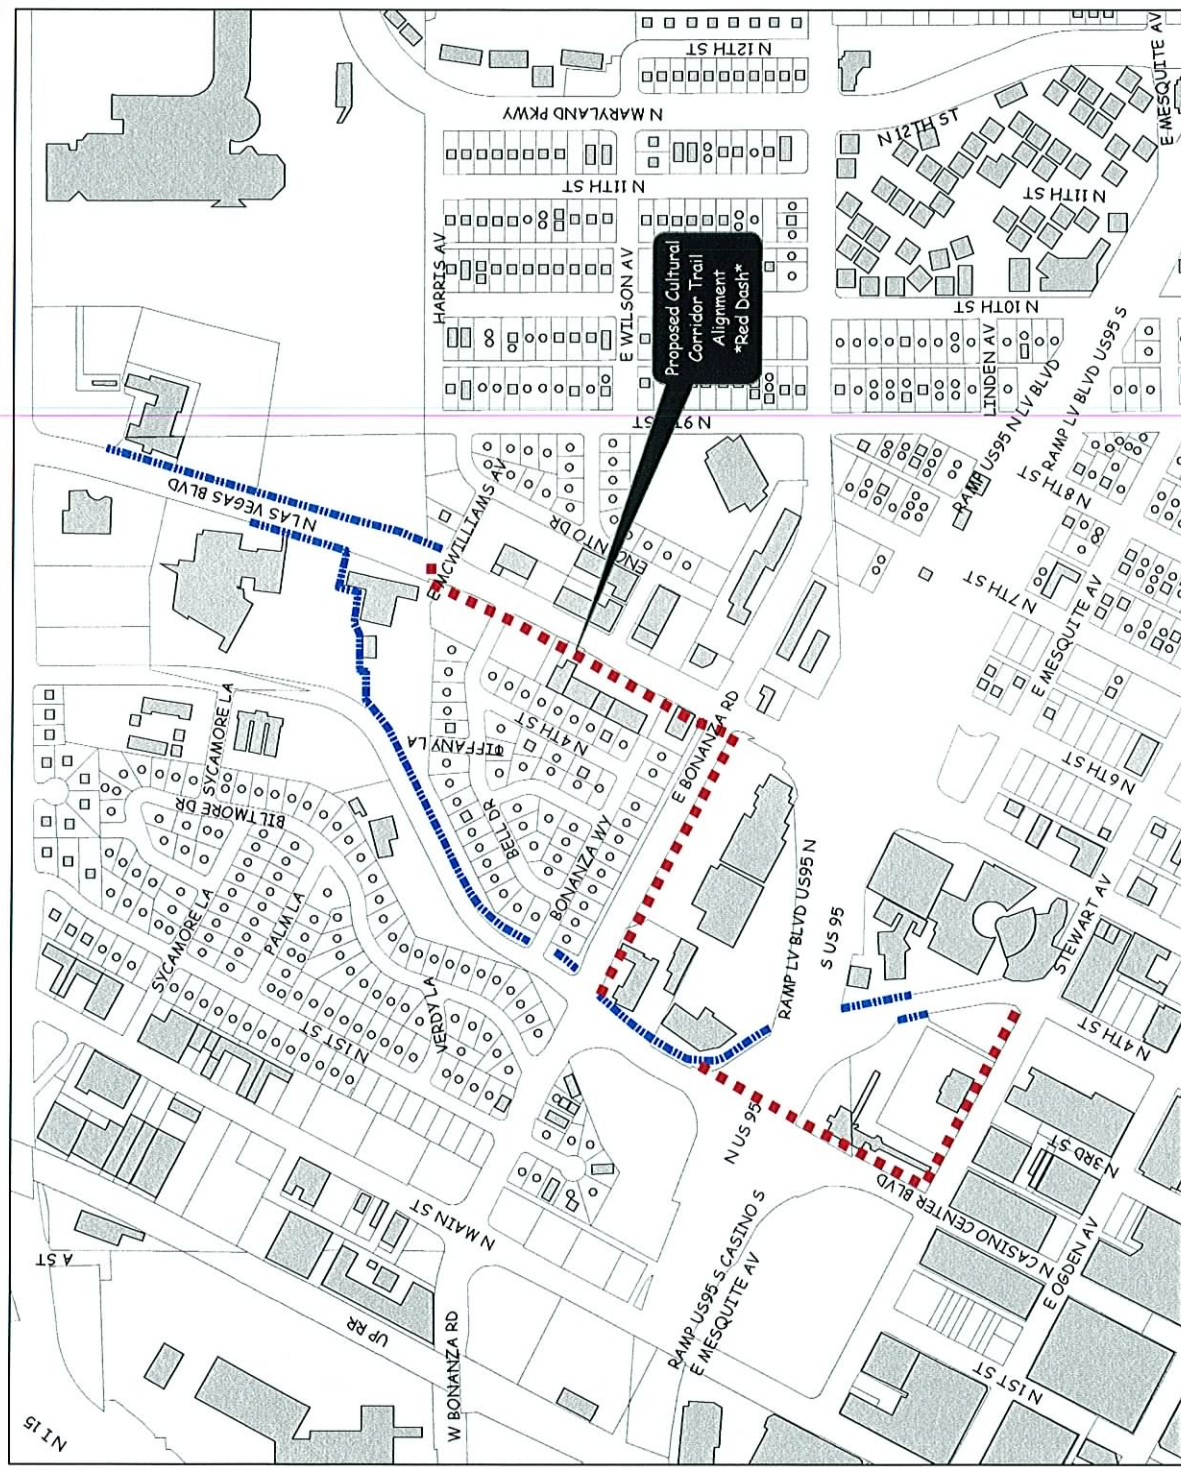 N 12TH ST
E MESQUITE AV
N MARYLAND PKWY
N 12TH ST
N 11TH ST
N 11TH ST
HARRIS AV
E WILSON AV
Proposed Cultural
Corridor Trail
Alignment
*Red Dash*
N 10TH ST
LINDEN AV
RAMP LV BLVD US95 S
RAMP US95 N LV BLVD
N 8TH ST
N LAS VEGAS BLVD
E MCWILLIAMS AV
N 7TH ST
E MESQUITE AV
SYCAMORE LA
TIFFANY LA
N 4TH ST
E BONANZA RD
N 6TH ST
BILTMORE DR
BELL DR
BONANZA WY
SYCAMORE LA
PALM LA
RAMP LV BLVD US95 N
S US 95
STEWART AV
VERDY LA
N 1ST ST
N 4TH ST
N US 95
N 3RD ST
N CASINO CENTER BLVD
N MAIN ST
A ST
UP RR
W BONANZA RD
RAMP US95 S CASINO S
E MESQUITE AV
E OGDEN AV
N 1ST ST
N I 15